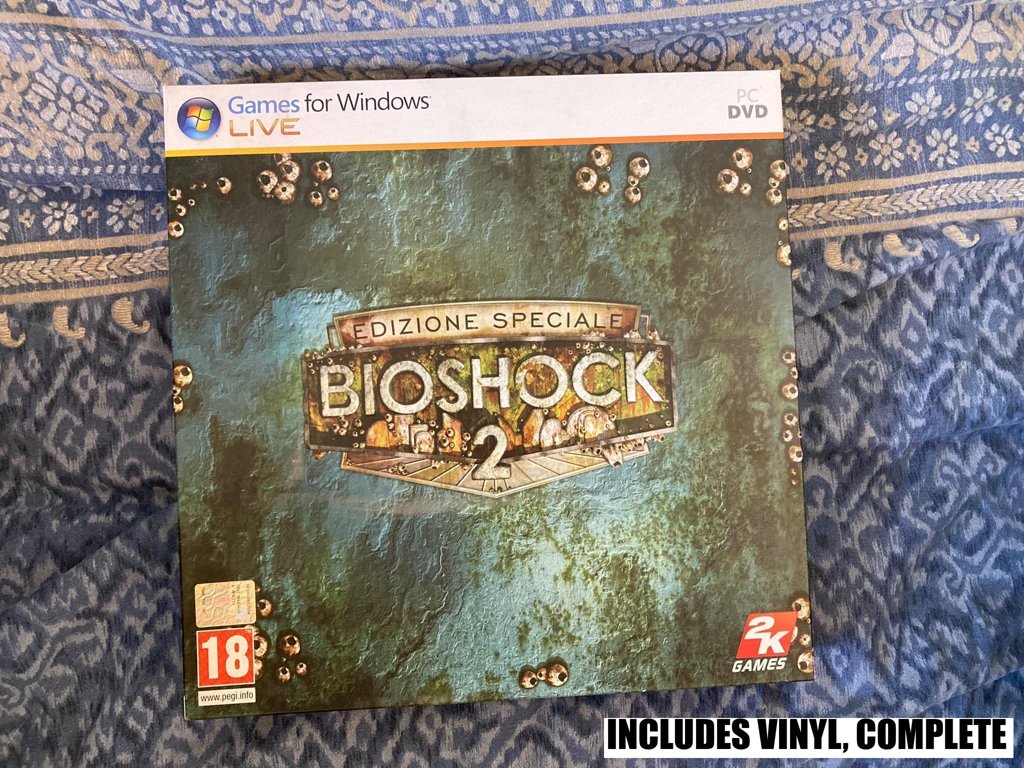 Games for Windows
LIVE
PC
DVD
EDIZIONE SPECIALE
BIOSHOCK
2
18
www.pegi.info
2K
GAMES
INCLUDES VINYL, COMPLETE